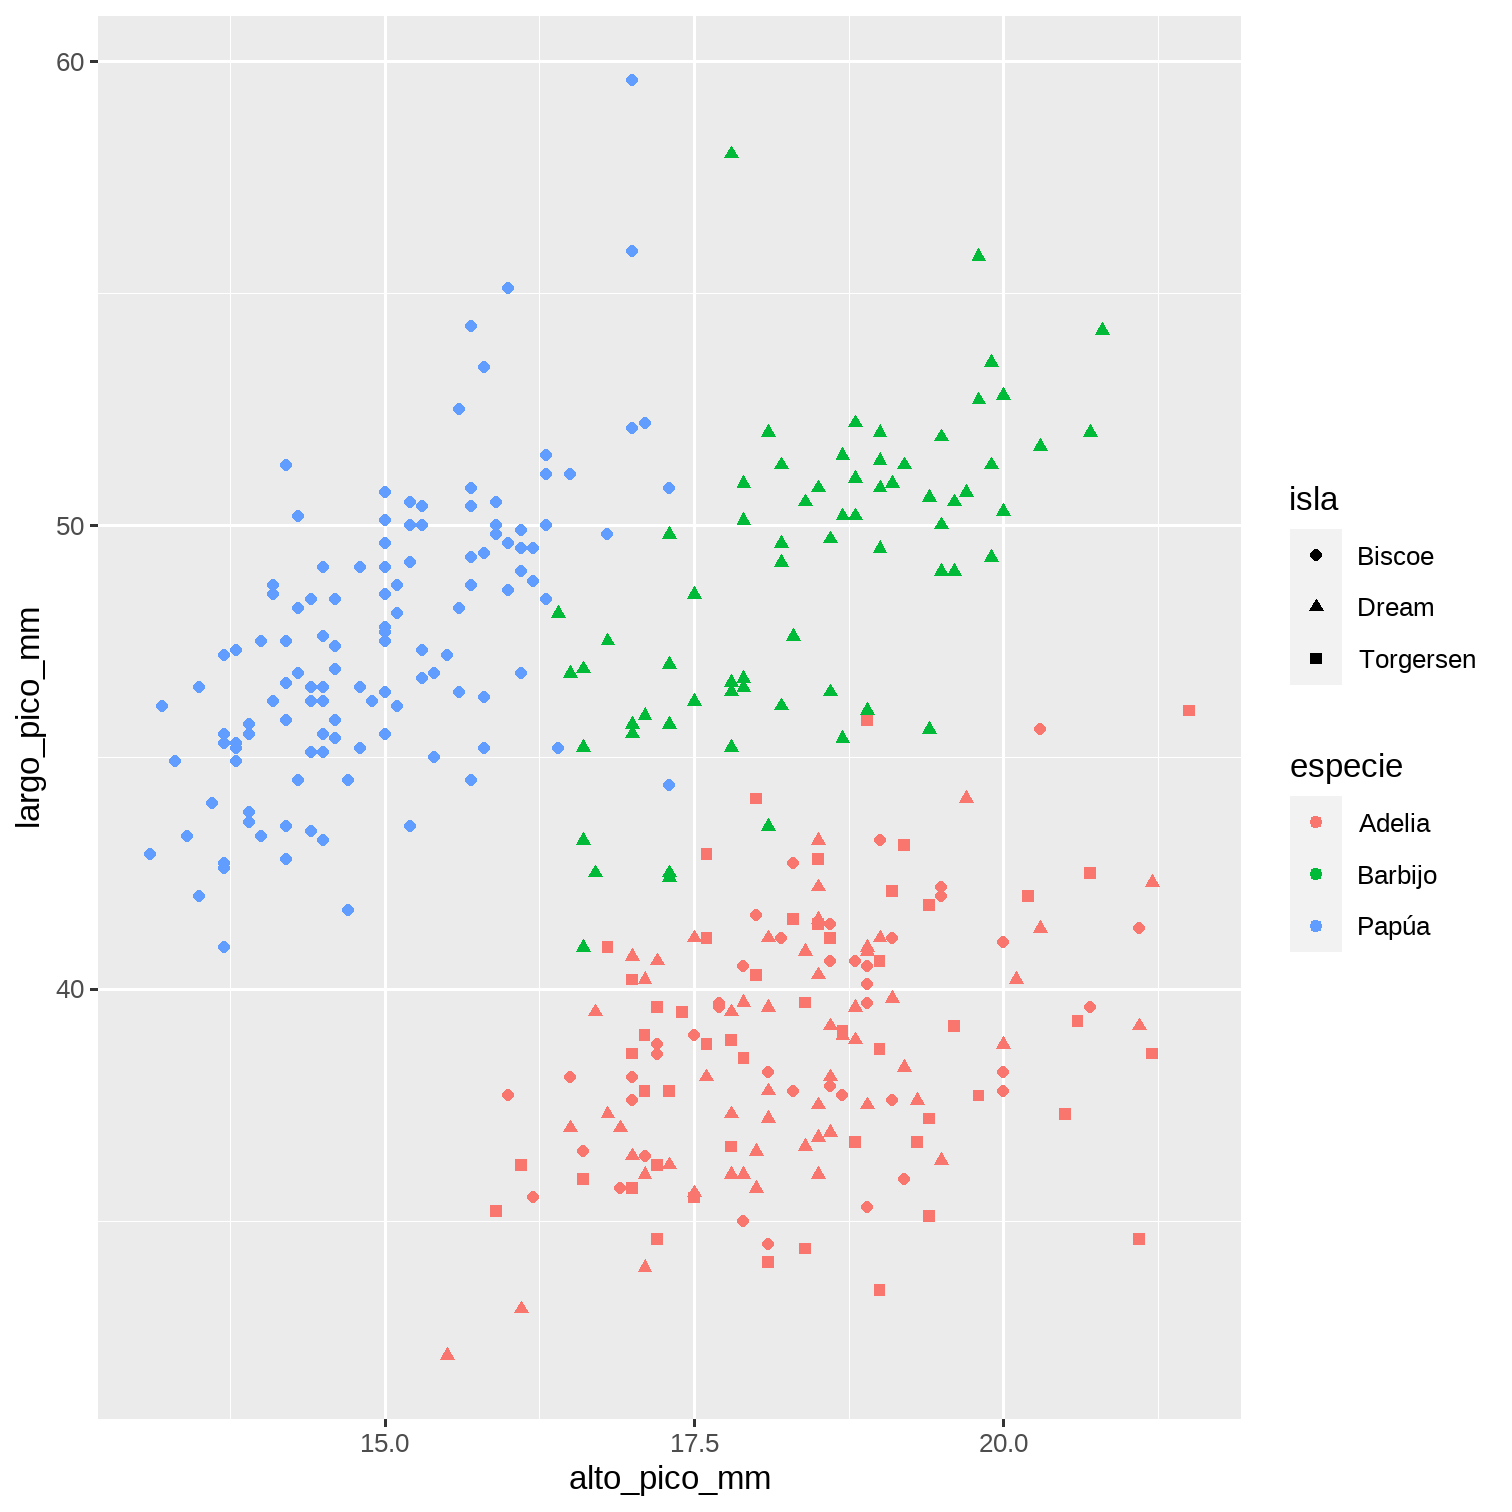 60
50
40
largo_pico_mm
15.0
17.5
20.0
alto_pico_mm
isla
Biscoe
Dream
Torgersen
especie
Adelia
Barbijo
Papúa